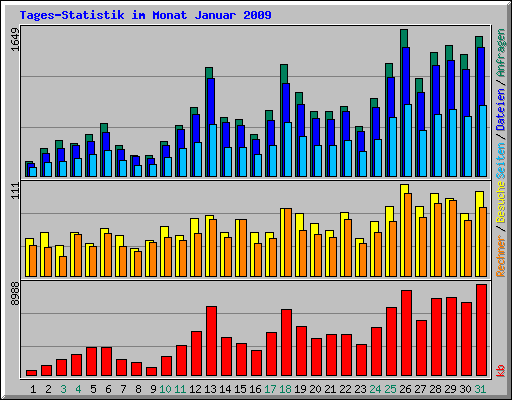 Tages-Statistik im Monat Januar 2009
1649
111
8988
Rechner / Besuche Seiten / Dateien / Anfragen
kb
1 2 3 4 5 6 7 8 9 10 11 12 13 14 15 16 17 18 19 20 21 22 23 24 25 26 27 28 29 30 31